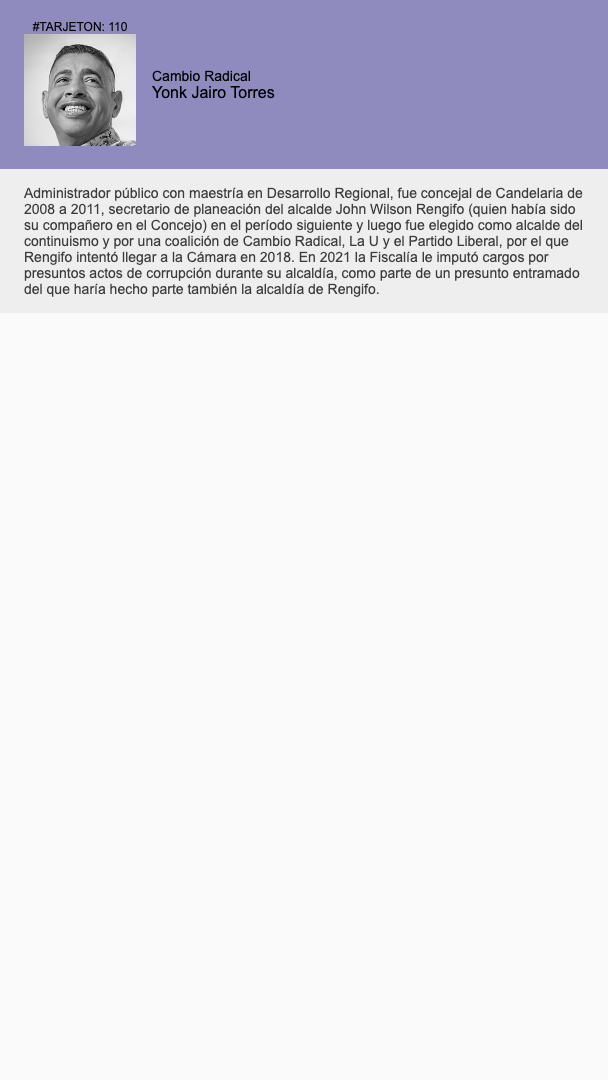 #TARJETON: 110
Cambio Radical
Yonk Jairo Torres
Administrador público con maestría en Desarrollo Regional, fue concejal de Candelaria de
2008 a 2011, secretario de planeación del alcalde John Wilson Rengifo (quien había sido
su compañero en el Concejo) en el período siguiente y luego fue elegido como alcalde del
continuismo y por una coalición de Cambio Radical, La U y el Partido Liberal, por el que
Rengifo intentó llegar a la Cámara en 2018. En 2021 la Fiscalía le imputó cargos por
presuntos actos de corrupción durante su alcaldía, como parte de un presunto entramado
del que haría hecho parte también la alcaldía de Rengifo.